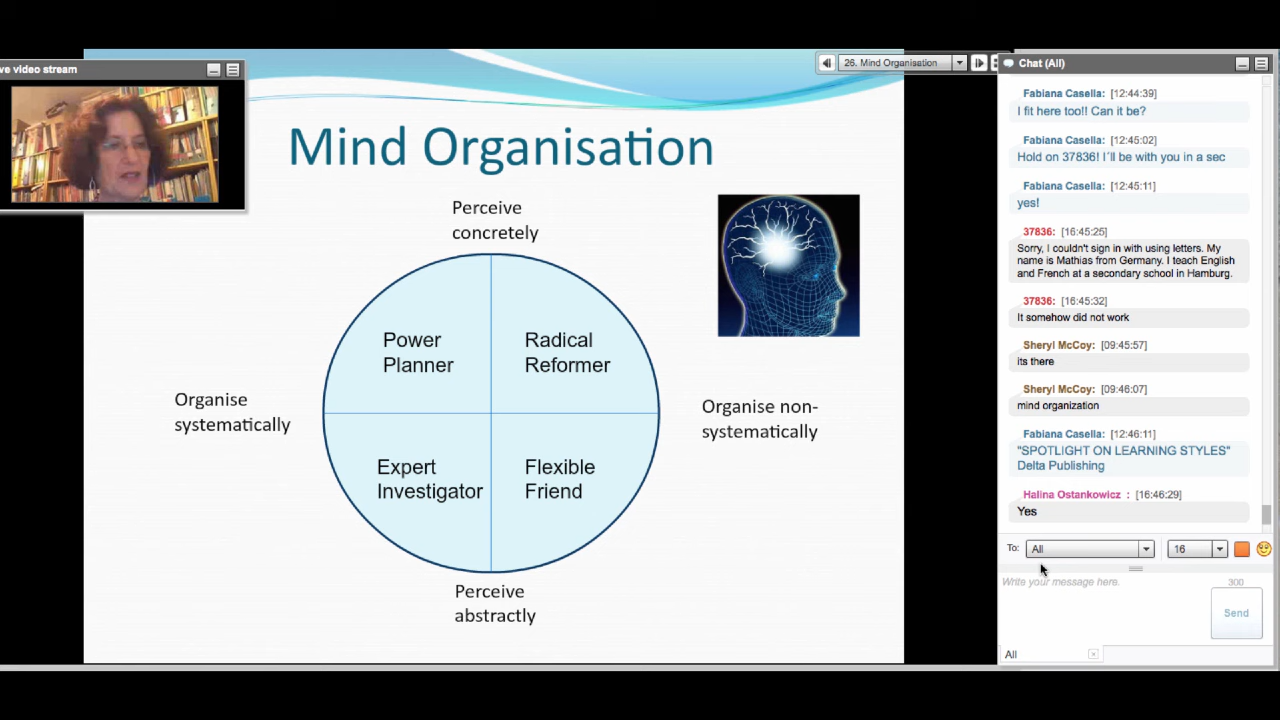 ve video stream
26. Mind Organisation
Mind Organisation
Perceive
concretely
Power
Planner
Radical
Reformer
Organise
systematically
Organise non-
systematically
Expert
Investigator
Flexible
Friend
Perceive
abstractly
Chat (All)
Fabiana Casella: [12:44:39]
I fit here too!! Can it be?
Fabiana Casella: [12:45:02]
Hold on 37836! I´ll be with you in a sec
Fabiana Casella: [12:45:11]
yes!
37836: [16:45:25]
Sorry, I couldn't sign in with using letters. My
name is Mathias from Germany. I teach English
and French at a secondary school in Hamburg.
37836: [16:45:32]
It somehow did not work
Sheryl McCoy: [09:45:57]
its there
Sheryl McCoy: [09:46:07]
mind organization
Fabiana Casella: [12:46:11]
"SPOTLIGHT ON LEARNING STYLES"
Delta Publishing
Halina Ostankowicz : [16:46:29]
Yes
To: All 16
Write your message here. 300
Send
All